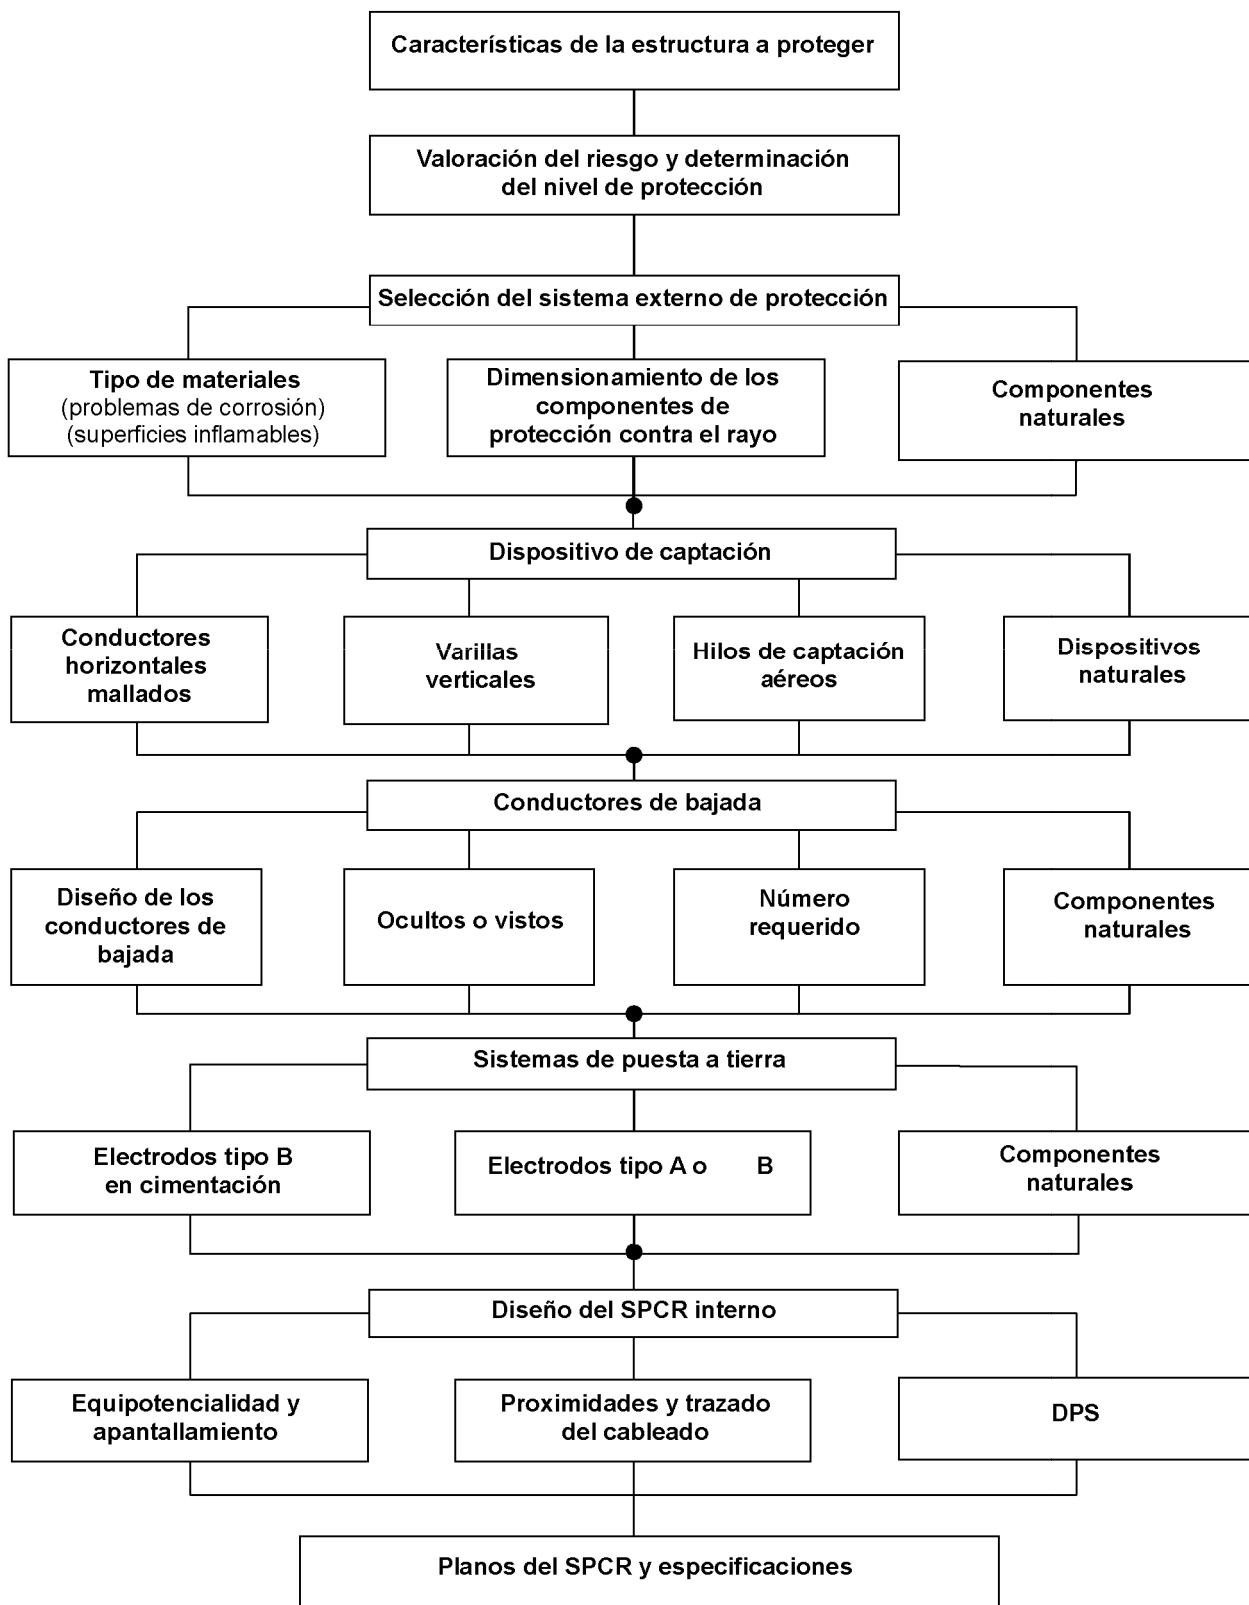 Características de la estructura a proteger
Valoración del riesgo y determinación
del nivel de protección
Selección del sistema externo de protección
Tipo de materiales
(problemas de corrosión)
(superficies inflamables)
Dimensionamiento de los
componentes de
protección contra el rayo
Componentes
naturales
Dispositivo de captación
Conductores
horizontales
mallados
Varillas
verticales
Hilos de captación
aéreos
Dispositivos
naturales
Conductores de bajada
Diseño de los
conductores de
bajada
Ocultos o vistos
Número
requerido
Componentes
naturales
Sistemas de puesta a tierra
Electrodos tipo B
en cimentación
Electrodos tipo A o B
Componentes
naturales
Diseño del SPCR interno
Equipotencialidad y
apantallamiento
Proximidades y trazado
del cableado
DPS
Planos del SPCR y especificaciones